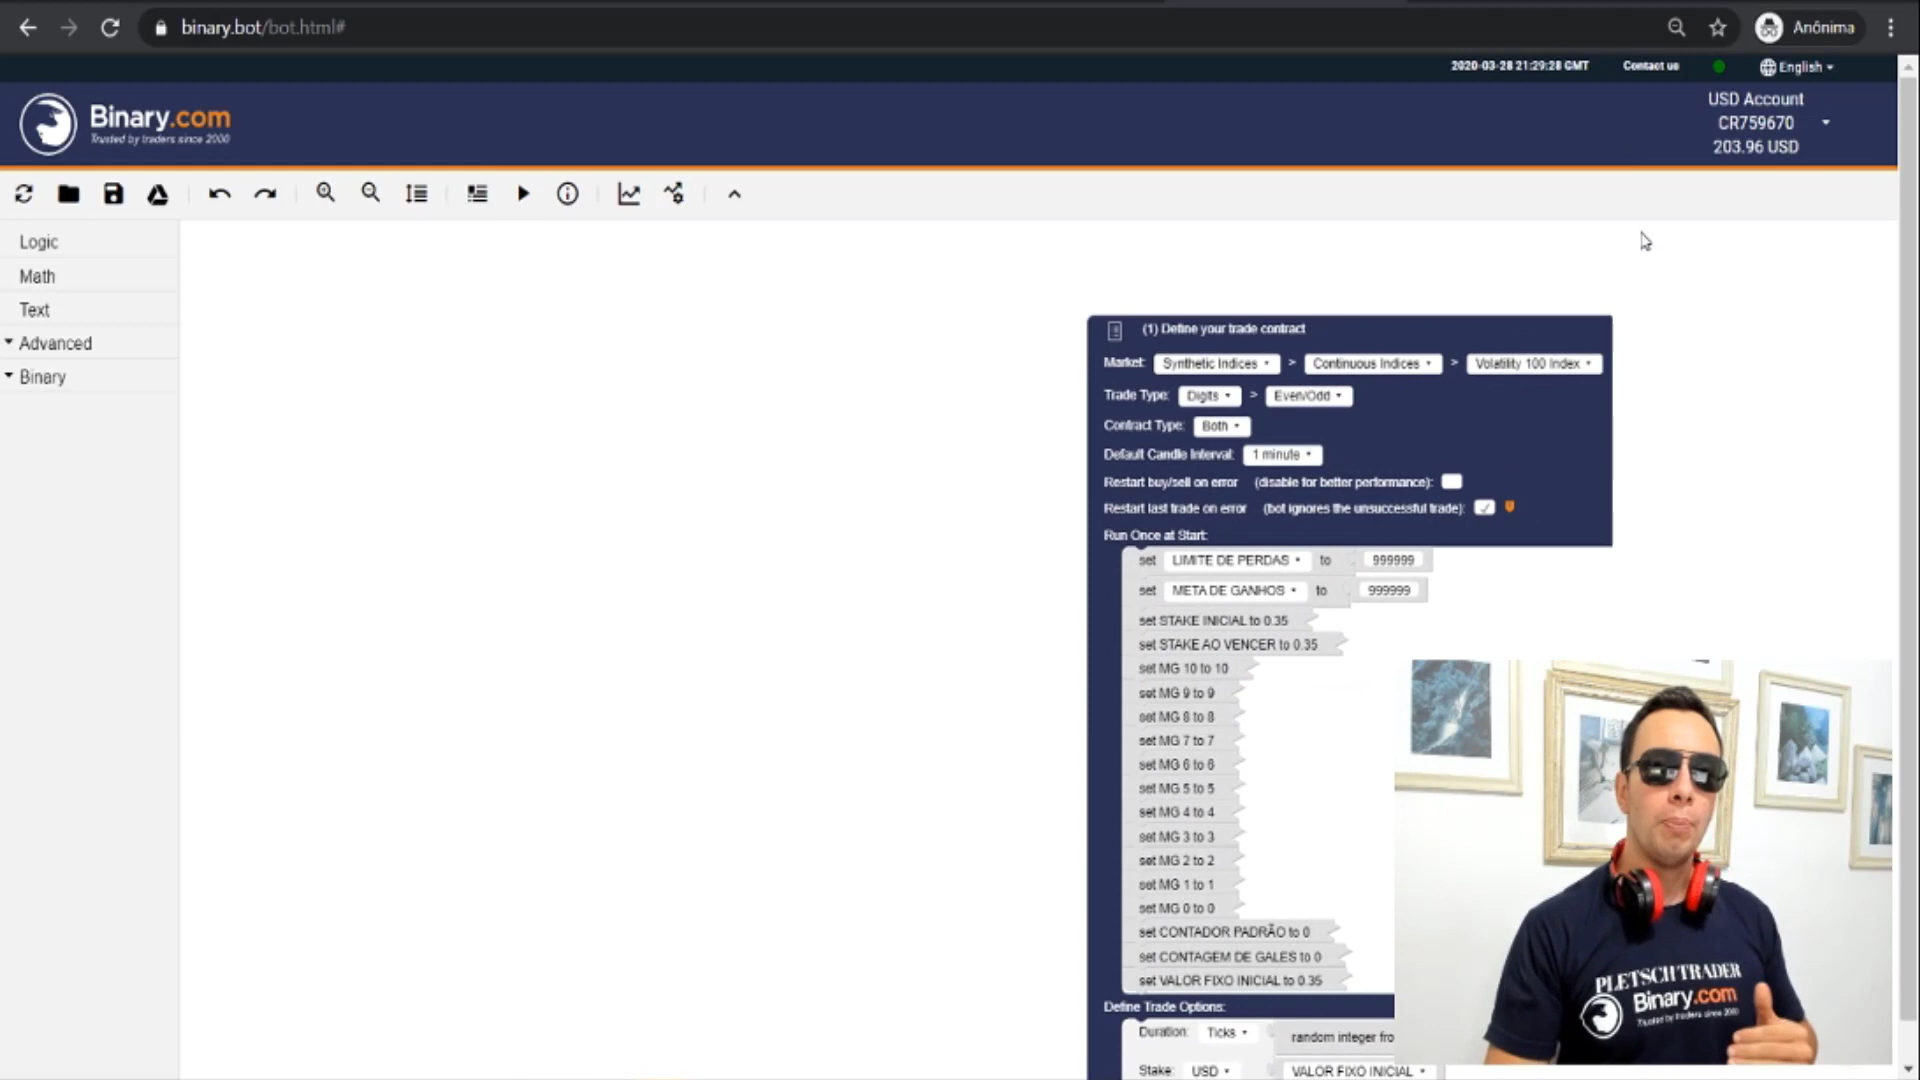 binary.bot/bot.html#
Anônima
2020-03-28 21:29:28 GMT
Contact us
English
Binary.com
Trusted by traders since 2000
USD Account
CR759670
203.96 USD
Logic
Math
Text
Advanced
Binary
(1) Define your trade contract
Market: Synthetic Indices > Continuous Indices > Volatility 100 Index
Trade Type: Digits > Even/Odd
Contract Type: Both
Default Candle Interval: 1 minute
Restart buy/sell on error (disable for better performance):
Restart last trade on error (bot ignores the unsuccessful trade):
Run Once at Start:
set LIMITE DE PERDAS to 999999
set META DE GANHOS to 999999
set STAKE INICIAL to 0.35
set STAKE AO VENCER to 0.35
set MG 10 to 10
set MG 9 to 9
set MG 8 to 8
set MG 7 to 7
set MG 6 to 6
set MG 5 to 5
set MG 4 to 4
set MG 3 to 3
set MG 2 to 2
set MG 1 to 1
set MG 0 to 0
set CONTADOR PADRÃO to 0
set CONTAGEM DE GALES to 0
set VALOR FIXO INICIAL to 0.35
Define Trade Options:
Duration: Ticks random integer fro
Stake: USD VALOR FIXO INICIAL
PLETSCHTRADER
Binary.com
Trusted by traders since 2000